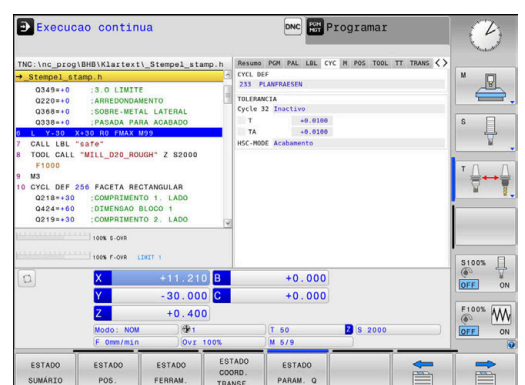 Execucao continua
DNC PGM MGT Programar
TNC:\nc_prog\BHB\Klartext\_Stempel_stamp.h
→_Stempel_stamp.h
Q349=+0 ;3.O LIMITE
Q220=+0 ;ARREDONDAMENTO
Q368=+0 ;SOBRE-METAL LATERAL
Q338=+0 ;PASADA PARA ACABADO
6 L Y-30 X+30 R0 FMAX M99
7 CALL LBL "safe"
8 TOOL CALL "MILL_D20_ROUGH" Z S2000
F1000
9 M3
10 CYCL DEF 256 FACETA RECTANGULAR
Q218=+30 ;COMPRIMENTO 1. LADO
Q424=+60 ;DIMENSAO BLOCO 1
Q219=+30 ;COMPRIMENTO 2. LADO
Resumo PGM PAL LBL CYC M POS TOOL TT TRANS
CYCL DEF
233 PLANFRAESEN
TOLERANCIA
Cycle 32 Inactivo
T +0.0100
TA +0.0100
HSC-MODE Acabamento
100% S-OVR
100% F-OVR LIMIT 1
X +11.210 B +0.000
Y -30.000 C +0.000
Z +0.400
Modo: NOM 1 T 50 Z S 2000
F 0mm/min Ovr 100% M 5/9
M
S
T
S100%
OFF ON
F100%
OFF ON
ESTADO SUMÁRIO
ESTADO POS.
ESTADO FERRAM.
ESTADO COORD. TRANSF.
ESTADO PARAM. Q